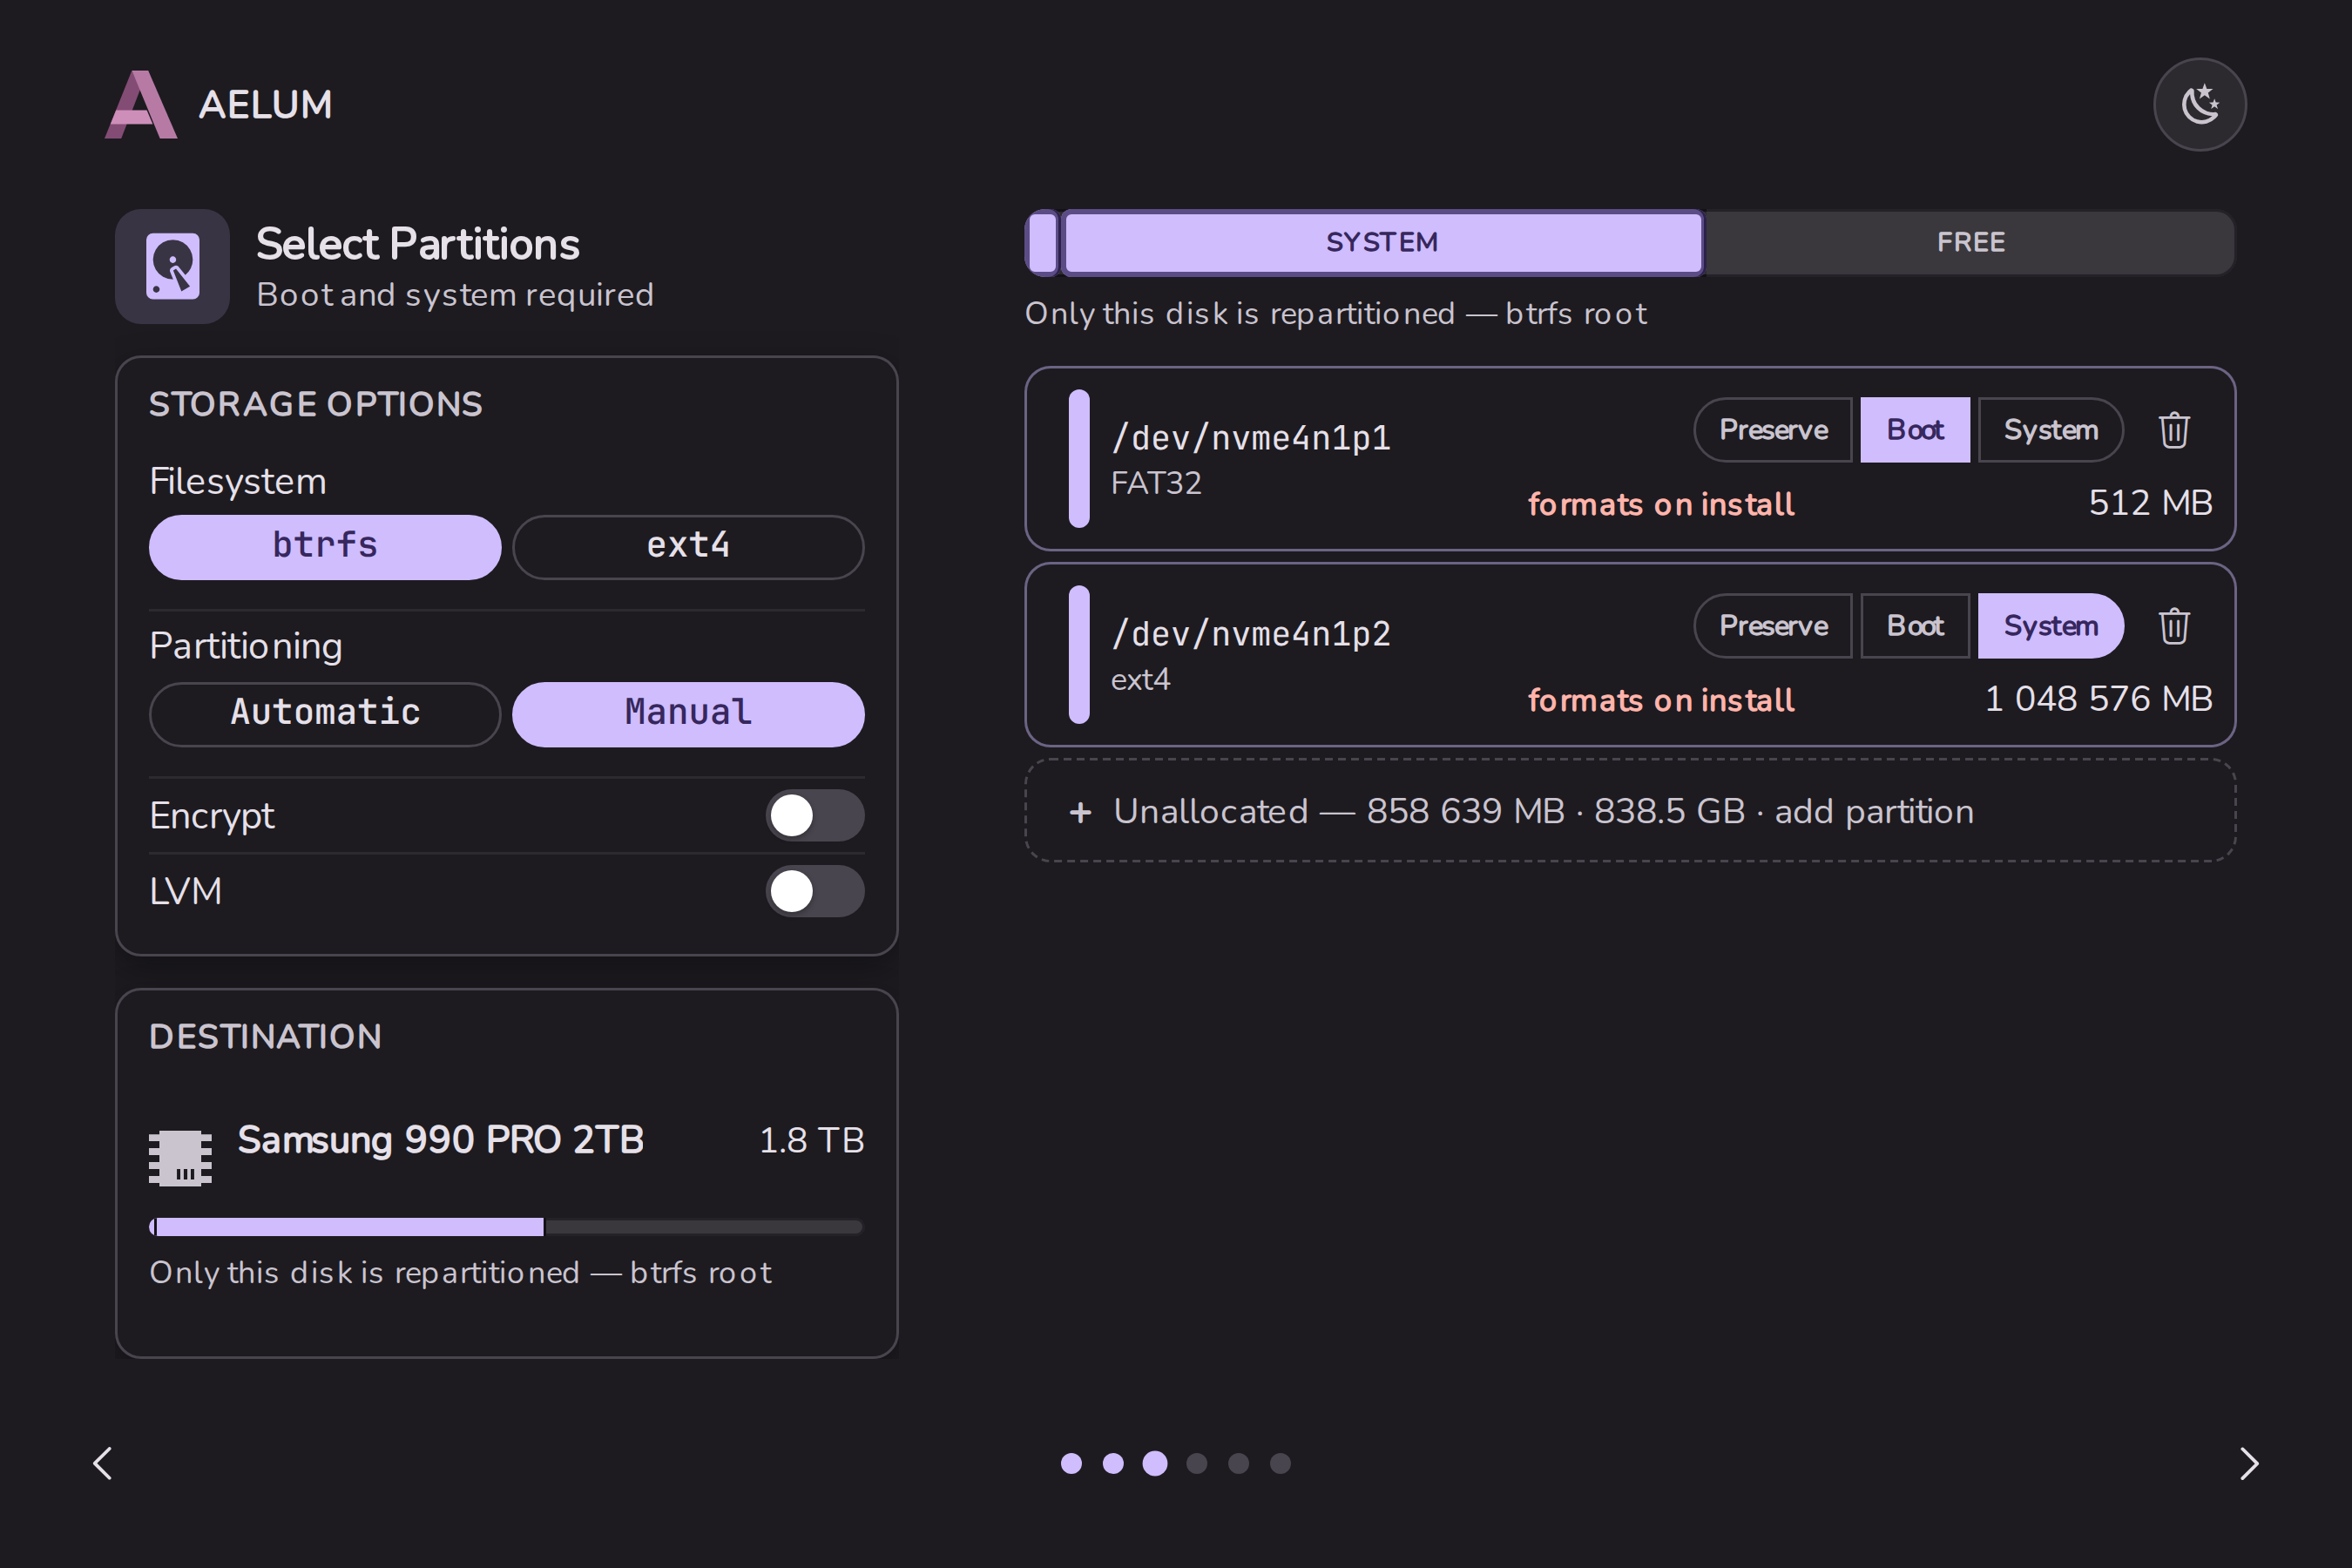 AELUM
Select Partitions
Boot and system required
STORAGE OPTIONS
Filesystem
btrfs
ext4
Partitioning
Automatic
Manual
Encrypt
LVM
DESTINATION
Samsung 990 PRO 2TB
1.8 TB
Only this disk is repartitioned — btrfs root
SYSTEM
FREE
Only this disk is repartitioned — btrfs root
/dev/nvme4n1p1
FAT32
Preserve
Boot
System
formats on install
512 MB
/dev/nvme4n1p2
ext4
Preserve
Boot
System
formats on install
1 048 576 MB
+ Unallocated — 858 639 MB · 838.5 GB · add partition